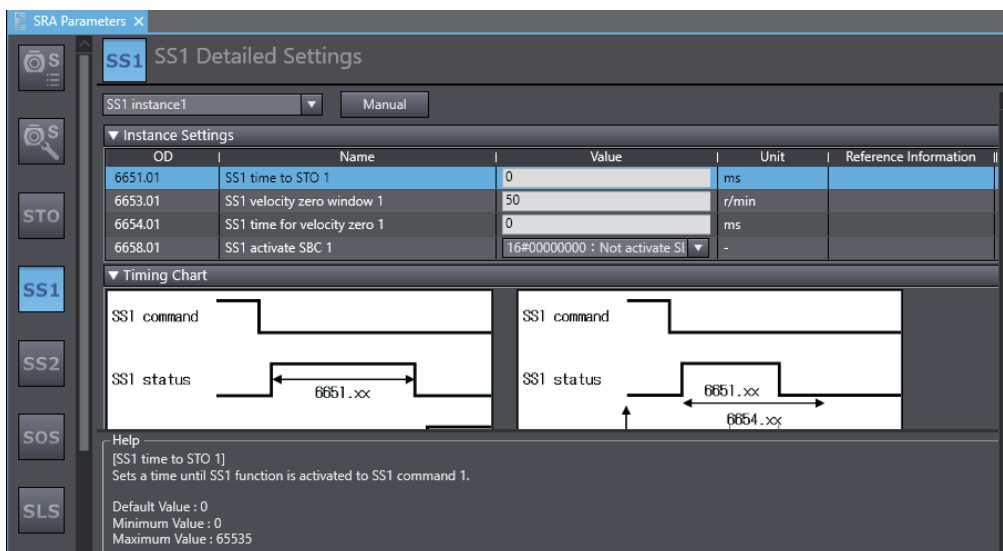 SRA Parameters ×
S
SS1 SS1 Detailed Settings
SS1 instance1 Manual
S
Instance Settings
OD Name Value Unit Reference Information
6651.01 SS1 time to STO 1 0 ms
6653.01 SS1 velocity zero window 1 50 r/min
6654.01 SS1 time for velocity zero 1 0 ms
6658.01 SS1 activate SBC 1 16#00000000 : Not activate -
STO
Timing Chart
SS1
SS1 command
SS1 status
6651.xx
SS1 command
SS1 status
6651.xx
6654.xx
SS2
SOS
SLS
Help
[SS1 time to STO 1]
Sets a time until SS1 function is activated to SS1 command 1.
Default Value : 0
Minimum Value : 0
Maximum Value : 65535